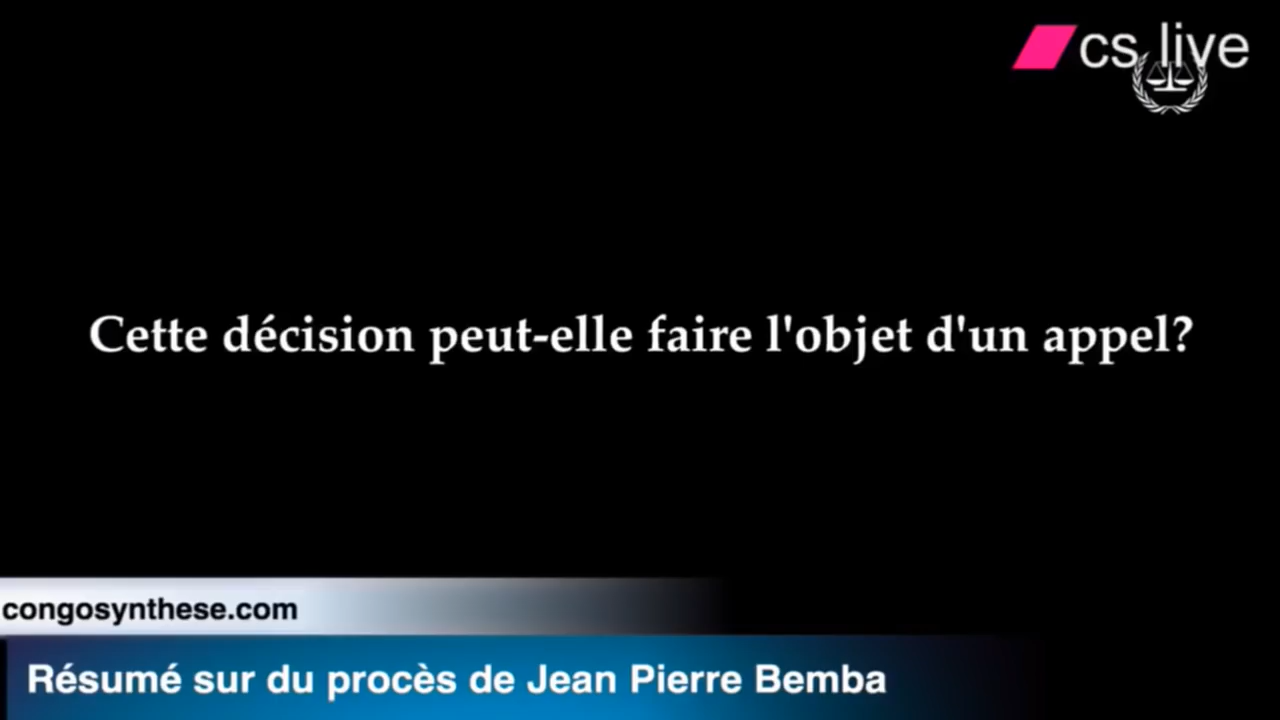 cs live
Cette décision peut-elle faire l'objet d'un appel?
congosynthese.com
Résumé sur du procès de Jean Pierre Bemba